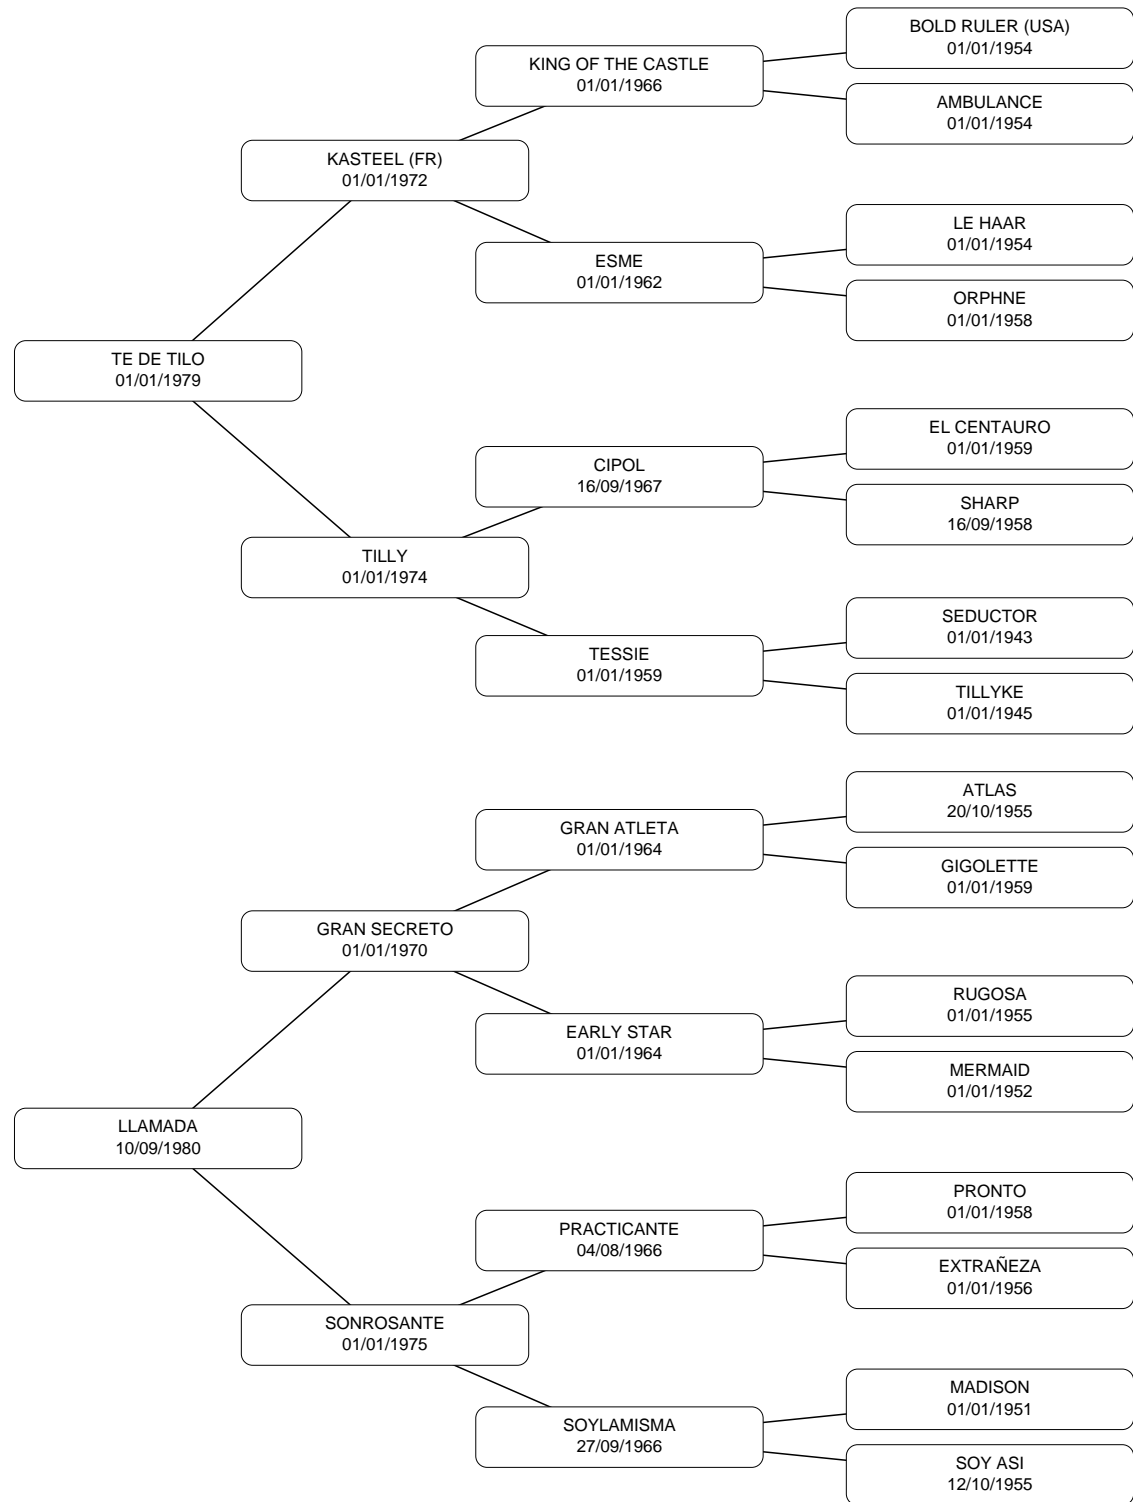 BOLD RULER (USA)
01/01/1954
KING OF THE CASTLE
01/01/1966
AMBULANCE
01/01/1954
KASTEEL (FR)
01/01/1972
LE HAAR
01/01/1954
ESME
01/01/1962
ORPHNE
01/01/1958
TE DE TILO
01/01/1979
EL CENTAURO
01/01/1959
CIPOL
16/09/1967
SHARP
16/09/1958
TILLY
01/01/1974
SEDUCTOR
01/01/1943
TESSIE
01/01/1959
TILLYKE
01/01/1945
ATLAS
20/10/1955
GRAN ATLETA
01/01/1964
GIGOLETTE
01/01/1959
GRAN SECRETO
01/01/1970
RUGOSA
01/01/1955
EARLY STAR
01/01/1964
MERMAID
01/01/1952
LLAMADA
10/09/1980
PRONTO
01/01/1958
PRACTICANTE
04/08/1966
EXTRAÑEZA
01/01/1956
SONROSANTE
01/01/1975
MADISON
01/01/1951
SOYLAMISMA
27/09/1966
SOY ASI
12/10/1955